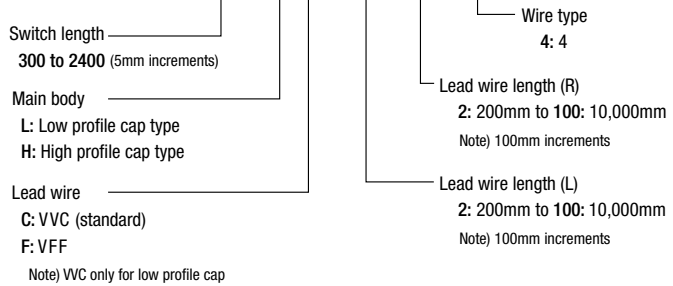 Switch length
300 to 2400 (5mm increments)
Main body
L: Low profile cap type
H: High profile cap type
Lead wire
C: VVC (standard)
F: VFF
Note) VVC only for low profile cap
Wire type
4: 4
Lead wire length (R)
2: 200mm to 100: 10,000mm
Note) 100mm increments
Lead wire length (L)
2: 200mm to 100: 10,000mm
Note) 100mm increments